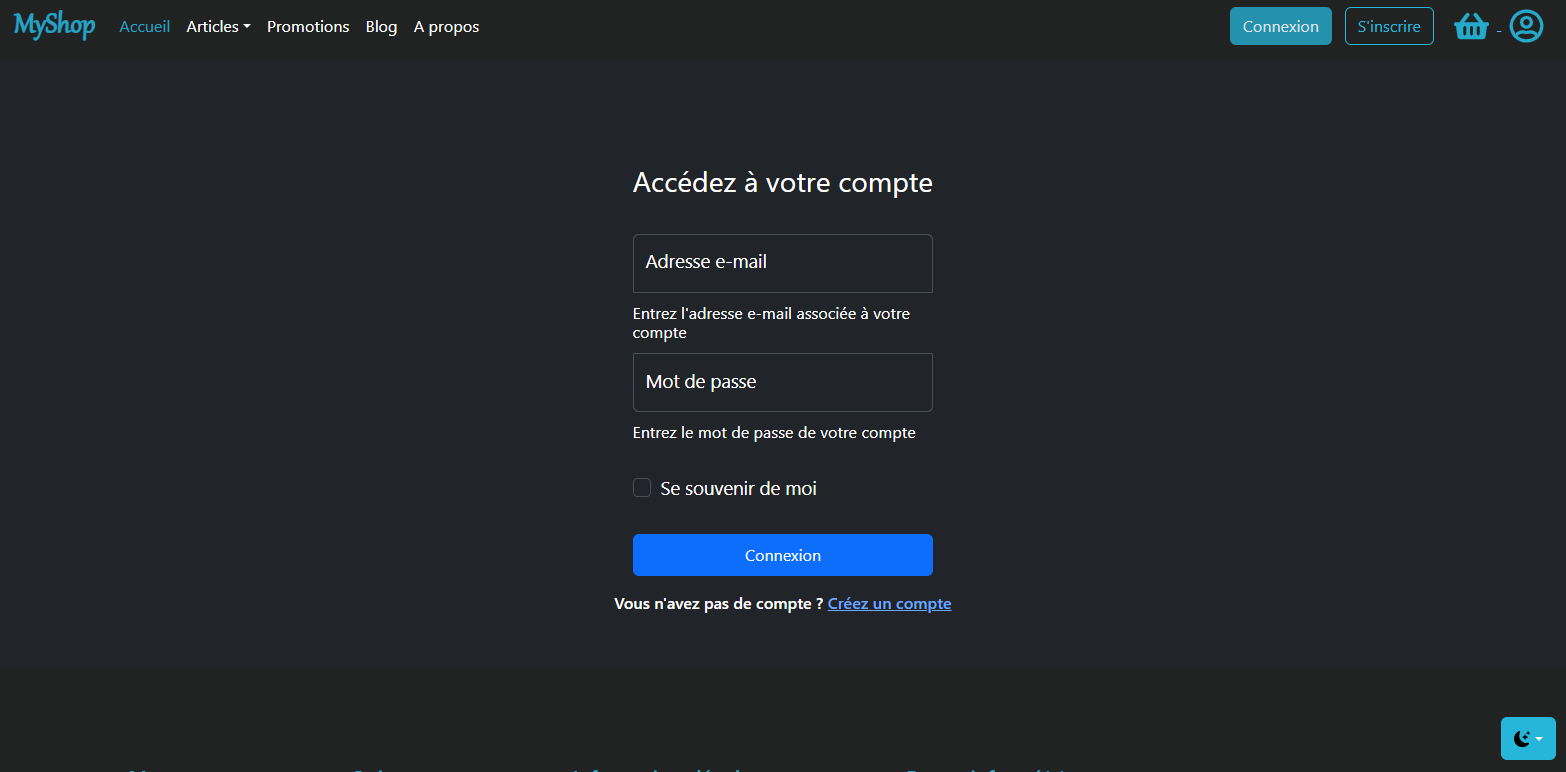 MyShop Accueil Articles Promotions Blog A propos Connexion S'inscrire -
Accédez à votre compte
Adresse e-mail
Entrez l'adresse e-mail associée à votre
compte
Mot de passe
Entrez le mot de passe de votre compte
Se souvenir de moi
Connexion
Vous n'avez pas de compte ? Créez un compte